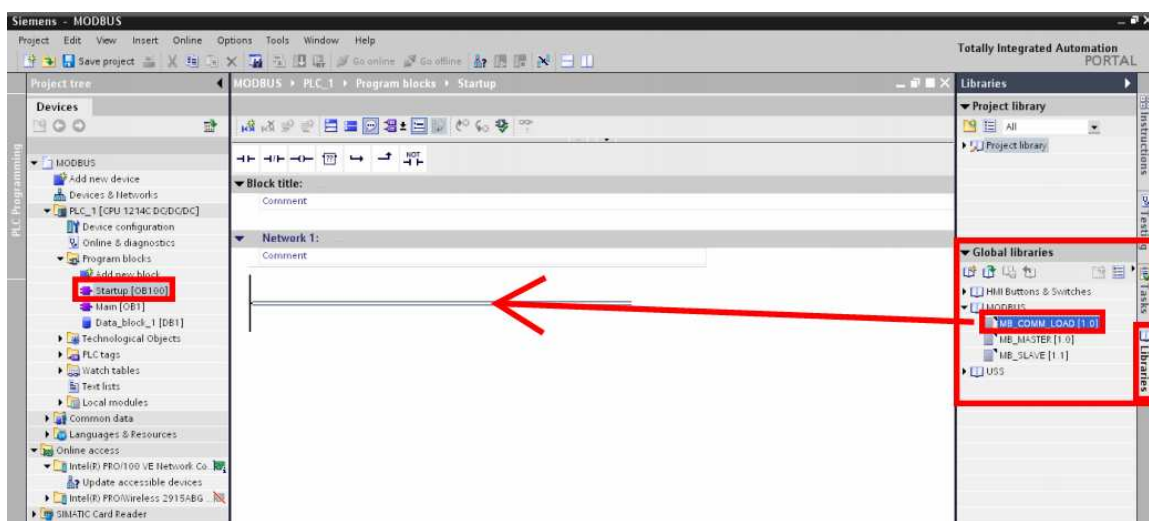 Siemens - MODBUS
Project Edit View Insert Online Options Tools Window Help
Save project Go online Go offline
Totally Integrated Automation
PORTAL
Project tree
MODBUS PLC_1 Program blocks Startup
Libraries
Devices
Project library
All
Project library
MODBUS
Add new device
Devices & Networks
PLC_1 [CPU 1214C DC/DC/DC]
Device configuration
Online & diagnostics
Program blocks
Add new block
Startup [OB100]
Main [OB1]
Data_block_1 [DB1]
Technological Objects
PLC tags
Watch tables
Text lists
Local modules
Common data
Languages & Resources
Online access
Intel(R) PRO/100 VE Network Co..
Update accessible devices
Intel(R) PRO/Wireless 2915ABG
SIMATIC Card Reader
??
NOT
Block title:
Comment
Network 1:
Comment
Global libraries
HMI Buttons & Switches
MODBUS
MB_COMM_LOAD [1.0]
MB_MASTER [1.0]
MB_SLAVE [1.1]
USS
PLC Programming
Instructions
Testing
Tasks
Libraries